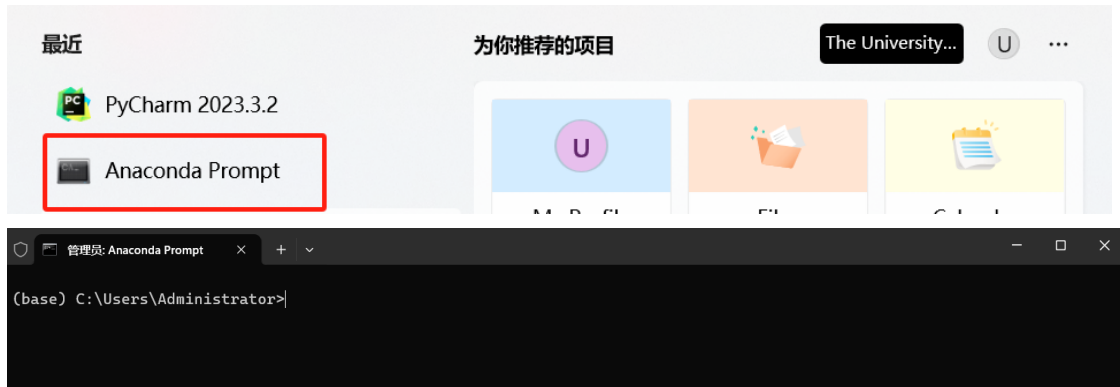 最近
为你推荐的项目
The University...
U
PyCharm 2023.3.2
Anaconda Prompt
U
管理员: Anaconda Prompt
(base) C:\Users\Administrator>